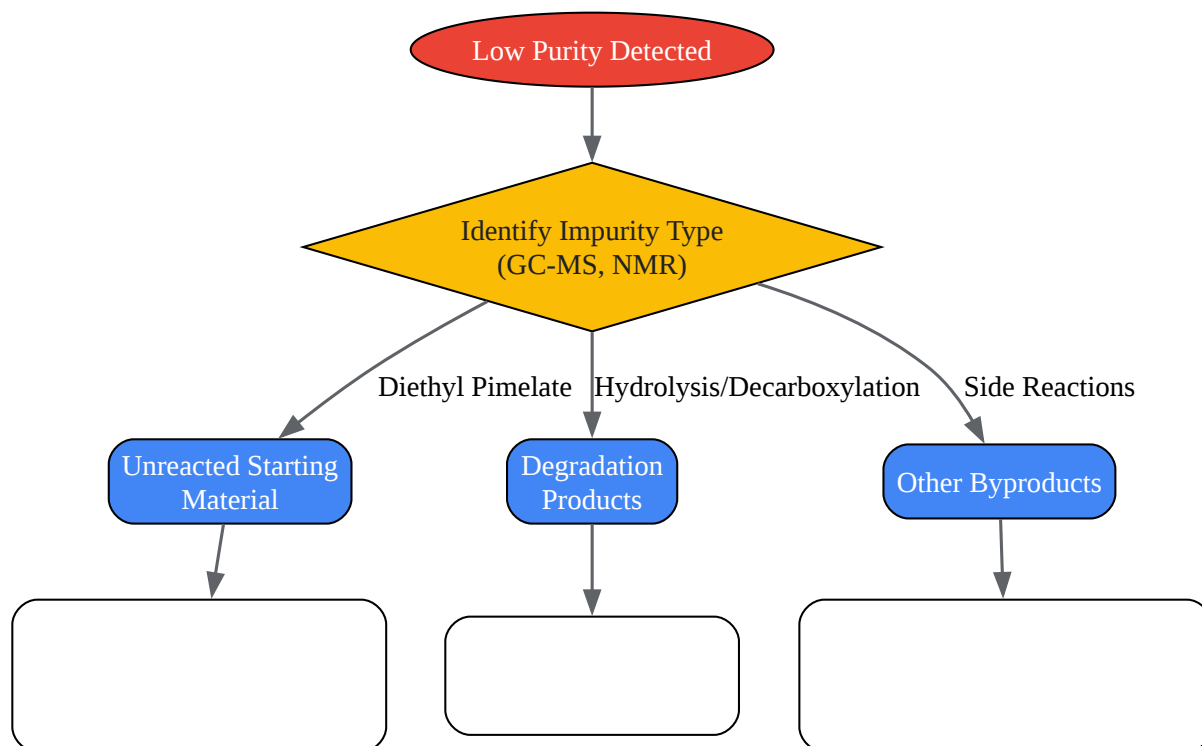 Low Purity Detected
Identify Impurity Type
(GC-MS, NMR)
Diethyl Pimelate
Hydrolysis/Decarboxylation
Side Reactions
Unreacted Starting
Material
Degradation
Products
Other Byproducts